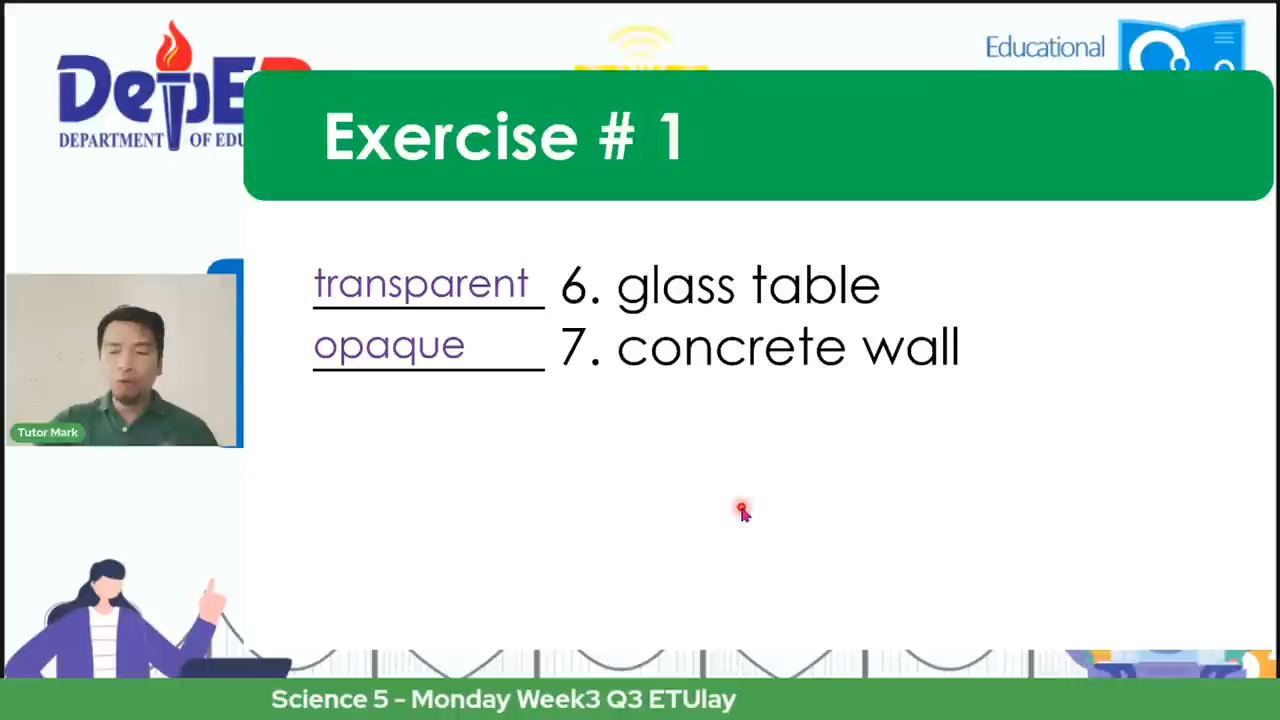 DepED
DEPARTMENT OF EDU
Educational
Exercise # 1
transparent 6. glass table
opaque 7. concrete wall
Tutor Mark
Science 5 - Monday Week3 Q3 ETUlay